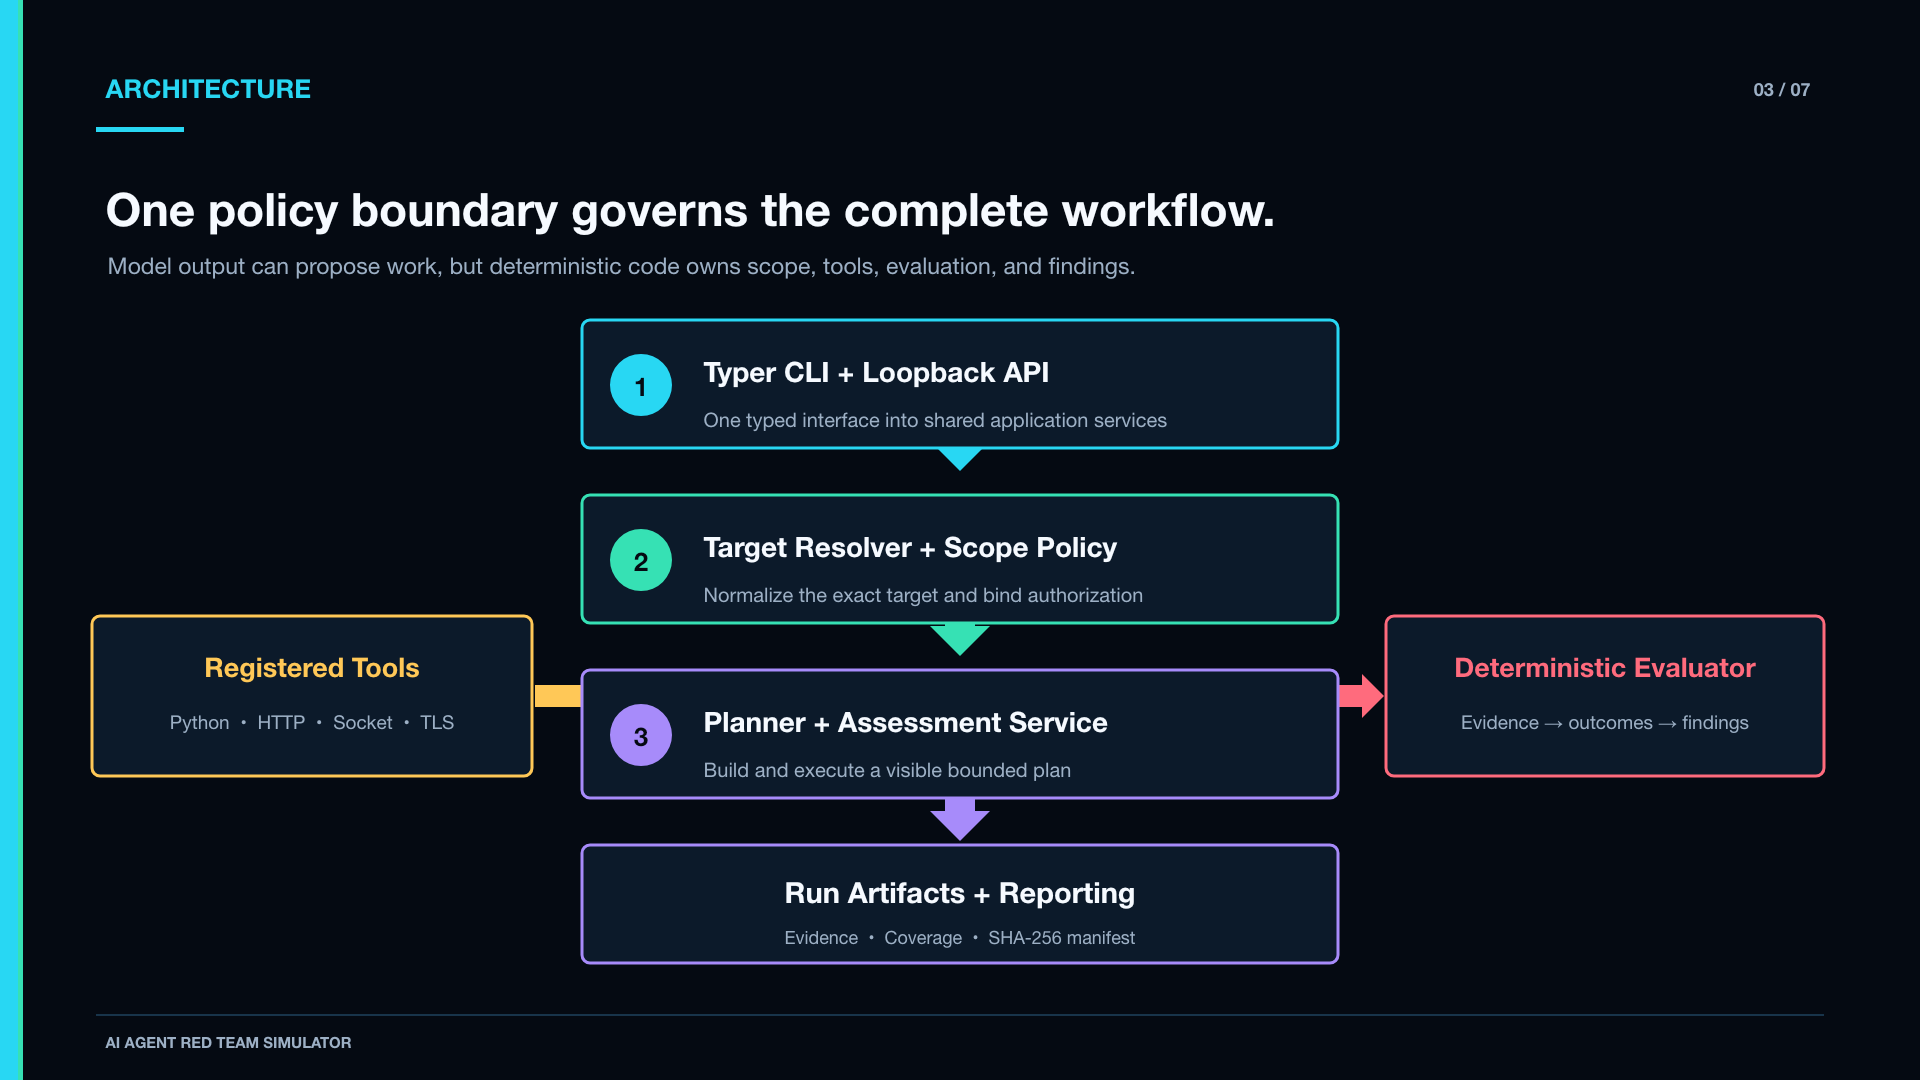 ARCHITECTURE
03 / 07
One policy boundary governs the complete workflow.
Model output can propose work, but deterministic code owns scope, tools, evaluation, and findings.
1
Typer CLI + Loopback API
One typed interface into shared application services
2
Target Resolver + Scope Policy
Normalize the exact target and bind authorization
Registered Tools
Python • HTTP • Socket • TLS
3
Planner + Assessment Service
Build and execute a visible bounded plan
Deterministic Evaluator
Evidence → outcomes → findings
Run Artifacts + Reporting
Evidence • Coverage • SHA-256 manifest
AI AGENT RED TEAM SIMULATOR